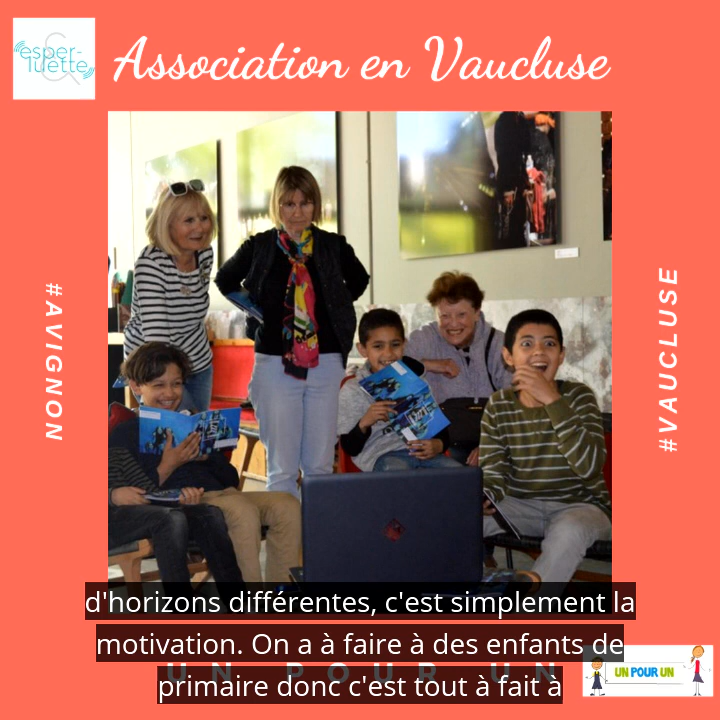 esper-
luette
&
Association en Vaucluse
#AVIGNON
#VAUCLUSE
d'horizons différentes, c'est simplement la
motivation. On a à faire à des enfants de
primaire donc c'est tout à fait à
UN POUR UN
UN POUR UN